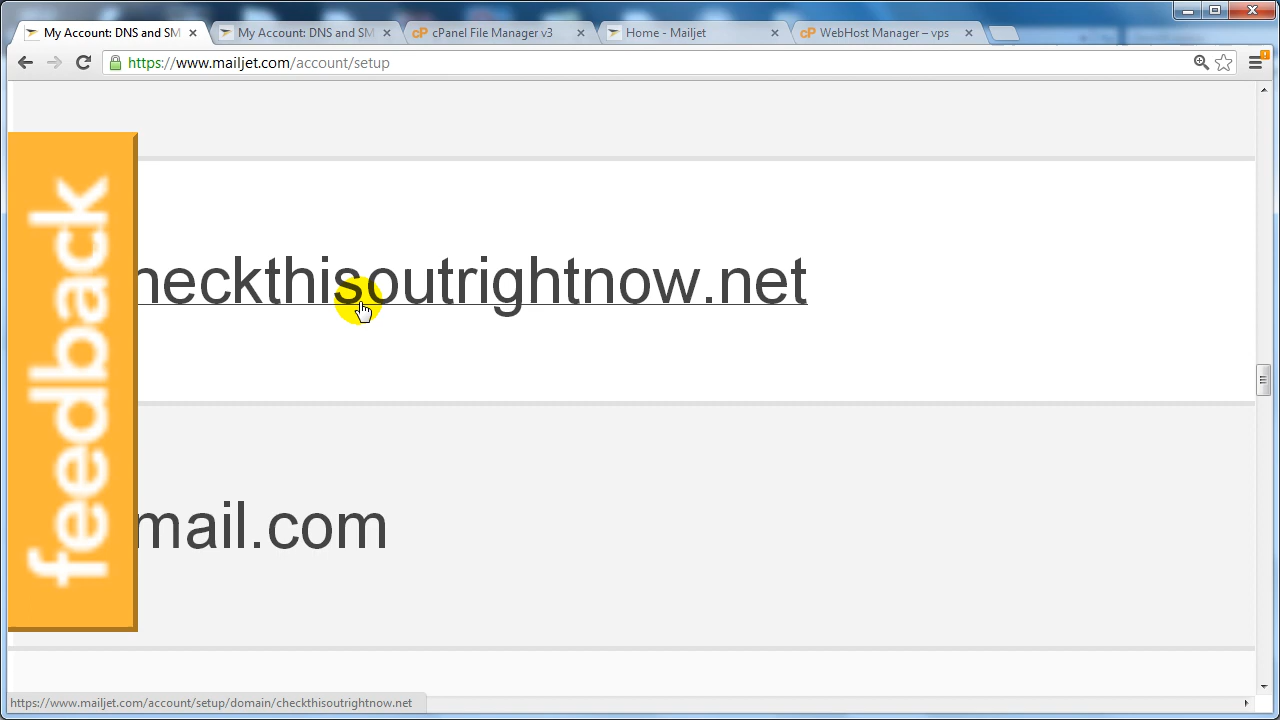 My Account: DNS and SM
My Account: DNS and SM
cPanel File Manager v3
Home - Mailjet
WebHost Manager – vps
https://www.mailjet.com/account/setup
feedback
heckthisoutrightnow.net
mail.com
https://www.mailjet.com/account/setup/domain/checkthisoutrightnow.net